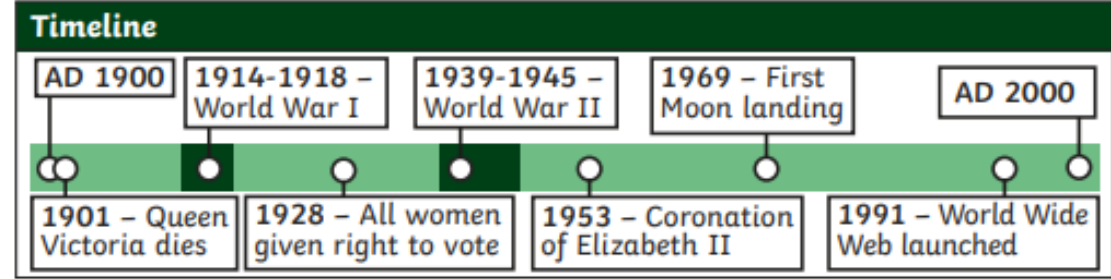 Timeline
AD 1900
1914-1918 –
World War I
1939-1945 –
World War II
1969 – First
Moon landing
AD 2000
1901 – Queen
Victoria dies
1928 – All women
given right to vote
1953 – Coronation
of Elizabeth II
1991 – World Wide
Web launched